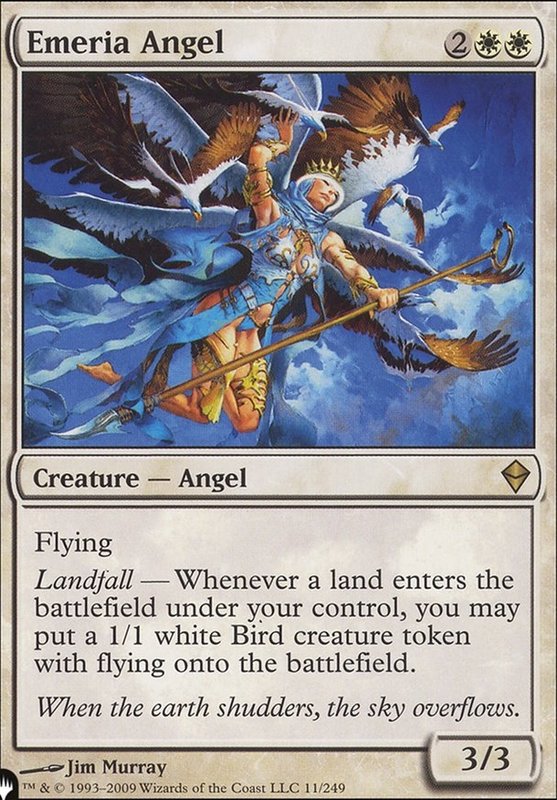 Emeria Angel 2
Creature — Angel
Flying
Landfall — Whenever a land enters the
battlefield under your control, you may
put a 1/1 white Bird creature token
with flying onto the battlefield.
When the earth shudders, the sky overflows.
3/3
Jim Murray
™ & © 1993–2009 Wizards of the Coast LLC 11/249